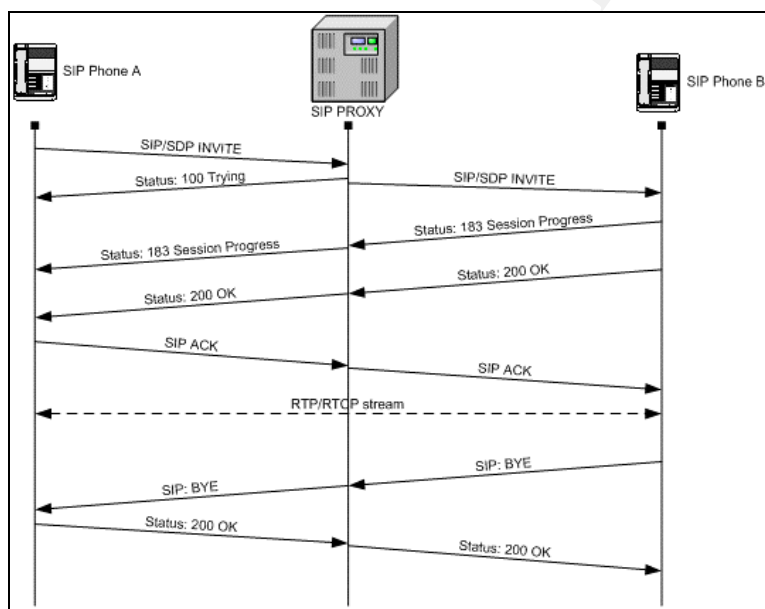 SIP Phone A
SIP PROXY
SIP Phone B
SIP/SDP INVITE
Status: 100 Trying
SIP/SDP INVITE
Status: 183 Session Progress
Status: 183 Session Progress
Status: 200 OK
Status: 200 OK
SIP ACK
SIP ACK
RTP/RTCP stream
SIP: BYE
SIP: BYE
Status: 200 OK
Status: 200 OK